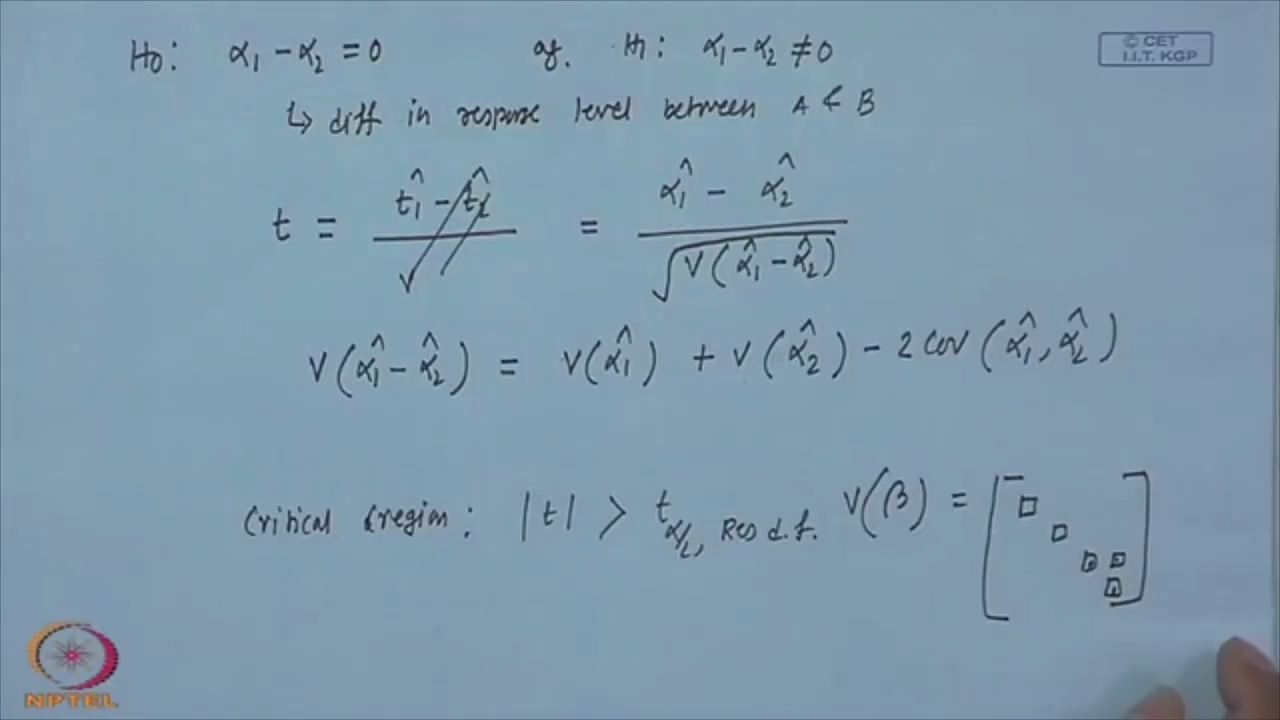 H0: α1 - α2 = 0 ag. H1: α1 - α2 ≠ 0
© CET
I.I.T. KGP
↳ diff in response level between A & B
t = t̂1 - t̂2 / √ = α̂1 - α̂2 / √V(α̂1 - α̂2)
V(α̂1 - α̂2) = V(α̂1) + V(α̂2) - 2 Cov(α̂1, α̂2)
Critical region: |t| > t α/2, Res d.f. V(β) = [ ]
NPTEL